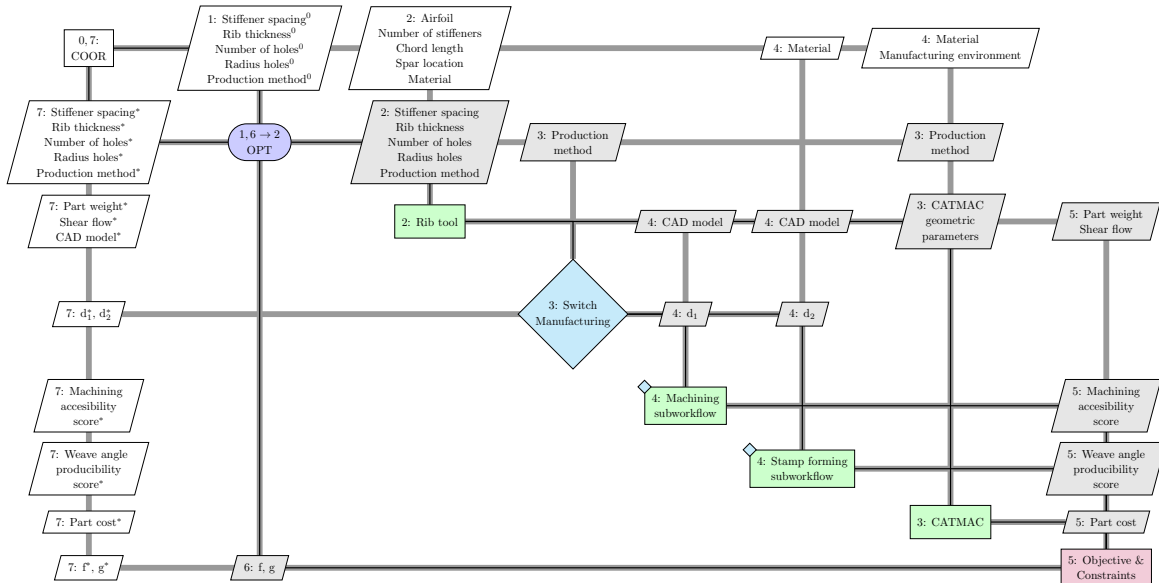 0, 7:
COOR
1: Stiffener spacing⁰
Rib thickness⁰
Number of holes⁰
Radius holes⁰
Production method⁰
2: Airfoil
Number of stiffeners
Chord length
Spar location
Material
4: Material
4: Material
Manufacturing environment
7: Stiffener spacing*
Rib thickness*
Number of holes*
Radius holes*
Production method*
1, 6 → 2
OPT
2: Stiffener spacing
Rib thickness
Number of holes
Radius holes
Production method
3: Production
method
3: Production
method
7: Part weight*
Shear flow*
CAD model*
2: Rib tool
4: CAD model
4: CAD model
3: CATMAC
geometric
parameters
5: Part weight
Shear flow
7: d₁*, d₂*
3: Switch
Manufacturing
4: d₁
4: d₂
7: Machining
accesibility
score*
4: Machining
subworkflow
5: Machining
accesibility
score
7: Weave angle
producibility
score*
4: Stamp forming
subworkflow
5: Weave angle
producibility
score
7: Part cost*
3: CATMAC
5: Part cost
7: f*, g*
6: f, g
5: Objective &
Constraints